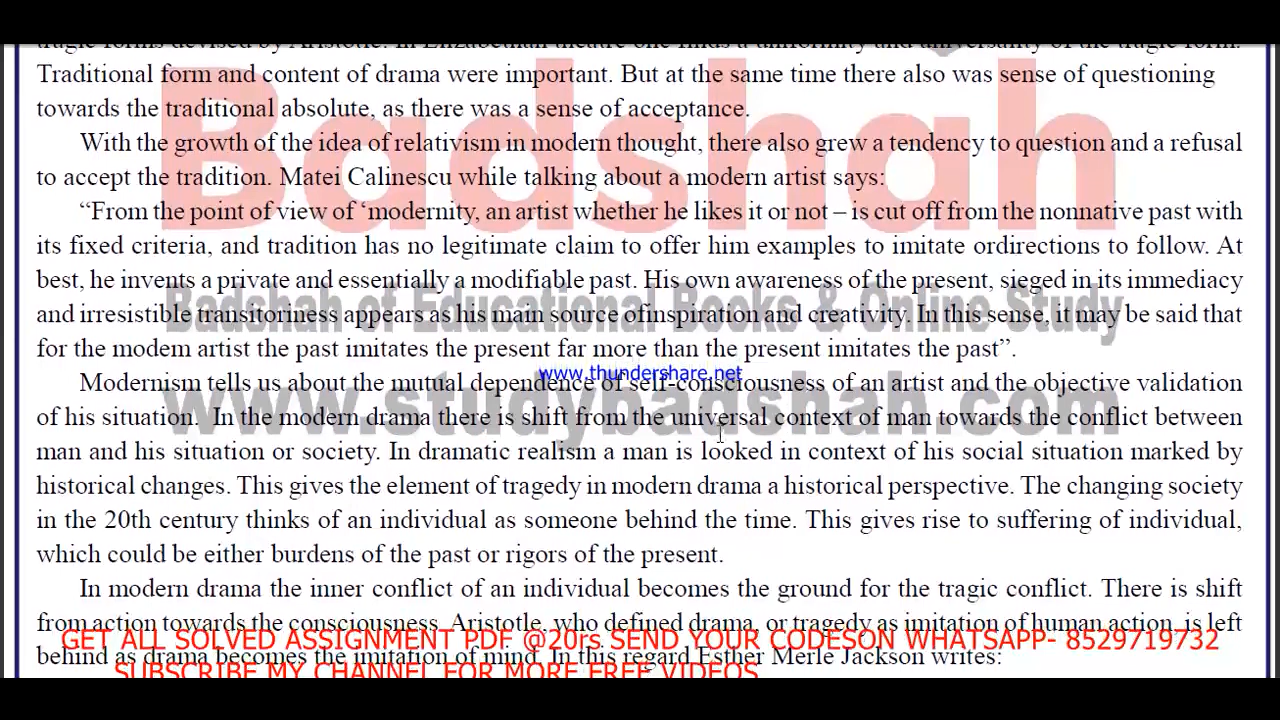 tragic forms devised by Aristotle. In Elizabethan theatre one finds a uniformity and universality of the tragic form.
Traditional form and content of drama were important. But at the same time there also was sense of questioning
towards the traditional absolute, as there was a sense of acceptance.
With the growth of the idea of relativism in modern thought, there also grew a tendency to question and a refusal
to accept the tradition. Matei Calinescu while talking about a modern artist says:
“From the point of view of ‘modernity, an artist whether he likes it or not – is cut off from the nonnative past with
its fixed criteria, and tradition has no legitimate claim to offer him examples to imitate ordirections to follow. At
best, he invents a private and essentially a modifiable past. His own awareness of the present, sieged in its immediacy
and irresistible transitoriness appears as his main source ofinspiration and creativity. In this sense, it may be said that
for the modem artist the past imitates the present far more than the present imitates the past”.
www.thundershare.net
Modernism tells us about the mutual dependence of self-consciousness of an artist and the objective validation
of his situation. In the modern drama there is shift from the universal context of man towards the conflict between
man and his situation or society. In dramatic realism a man is looked in context of his social situation marked by
historical changes. This gives the element of tragedy in modern drama a historical perspective. The changing society
in the 20th century thinks of an individual as someone behind the time. This gives rise to suffering of individual,
which could be either burdens of the past or rigors of the present.
In modern drama the inner conflict of an individual becomes the ground for the tragic conflict. There is shift
from action towards the consciousness. Aristotle, who defined drama, or tragedy as imitation of human action, is left
behind as drama becomes the imitation of mind. In this regard Esther Merle Jackson writes:
Badshah
Badshah of Educational Books & Online Study
www.studybadshah.com
GET ALL SOLVED ASSIGNMENT PDF @20rs SEND YOUR CODESON WHATSAPP- 8529719732
SUBSCRIBE MY CHANNEL FOR MORE FREE VIDEOS